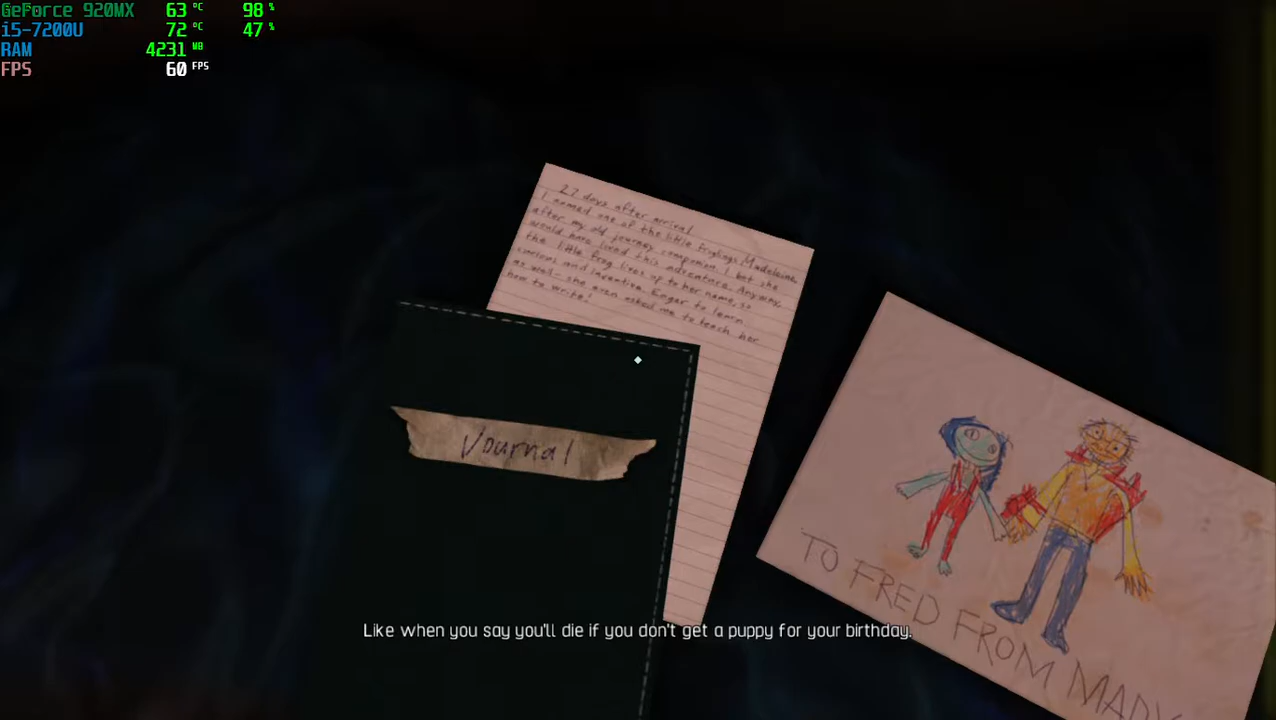 GeForce 920MX 63 °C 98 %
i5-7200U 72 °C 47 %
RAM 4231 MB
FPS 60 FPS
27 days after arrival
I named one of the little froglings Madeleine
after my old journey companion. I bet she
would have loved this adventure. Anyway,
the little frog lives up to her name, so
curious and inventive. Eager to learn
as well - she even asked me to teach her
how to write!
Journal
TO FRED FROM MADY
Like when you say you'll die if you don't get a puppy for your birthday.